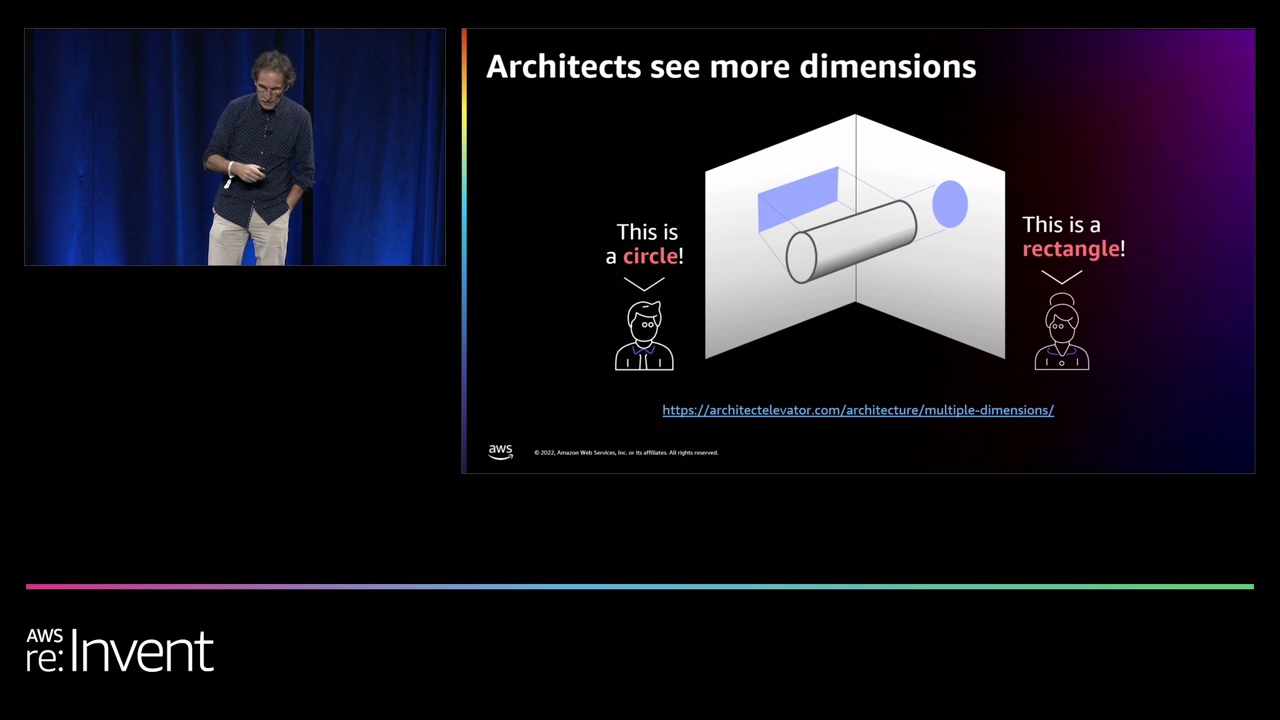 Architects see more dimensions
This is
a circle!
This is a
rectangle!
https://architectelevator.com/architecture/multiple-dimensions/
aws
© 2022, Amazon Web Services, Inc. or its affiliates. All rights reserved.
AWS
re:Invent